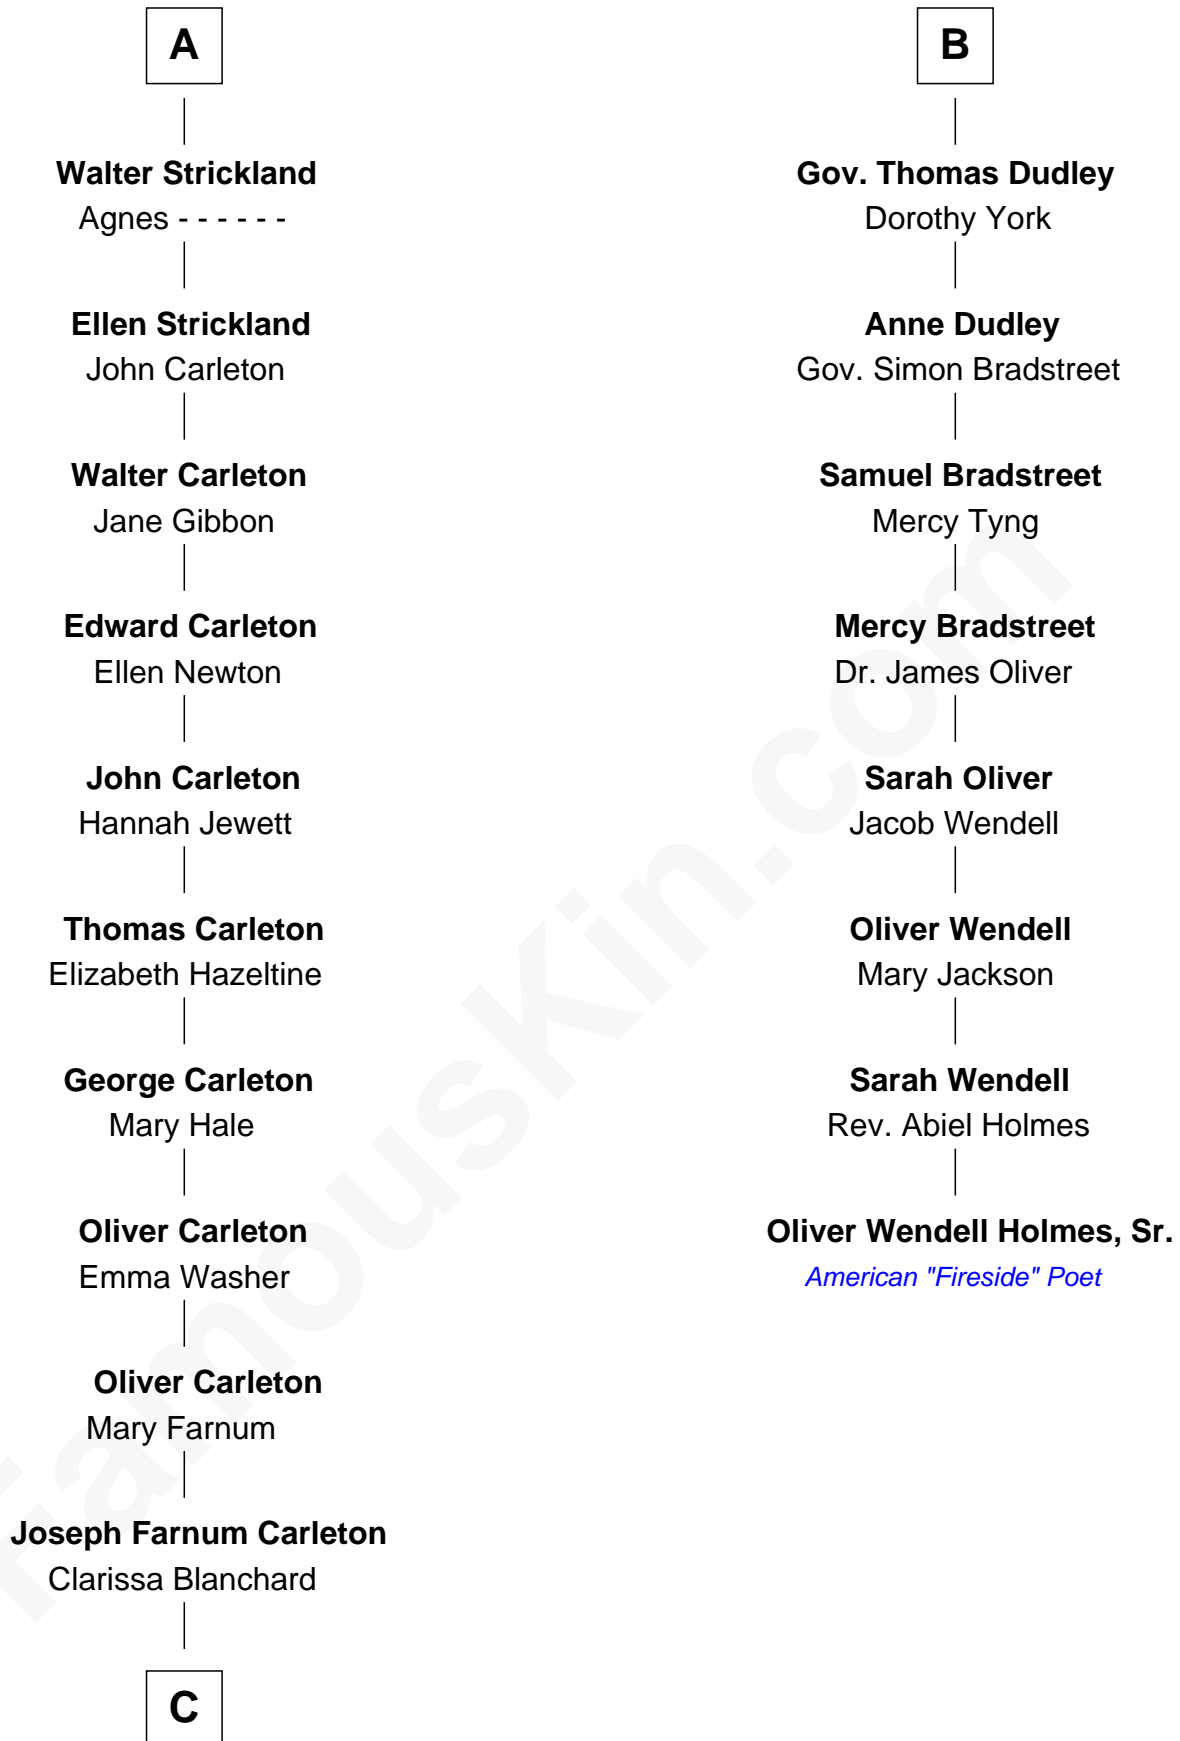 A
Walter Strickland
Agnes - - - - - -
Ellen Strickland
John Carleton
Walter Carleton
Jane Gibbon
Edward Carleton
Ellen Newton
John Carleton
Hannah Jewett
Thomas Carleton
Elizabeth Hazeltine
George Carleton
Mary Hale
Oliver Carleton
Emma Washer
Oliver Carleton
Mary Farnum
Joseph Farnum Carleton
Clarissa Blanchard
C
B
Gov. Thomas Dudley
Dorothy York
Anne Dudley
Gov. Simon Bradstreet
Samuel Bradstreet
Mercy Tyng
Mercy Bradstreet
Dr. James Oliver
Sarah Oliver
Jacob Wendell
Oliver Wendell
Mary Jackson
Sarah Wendell
Rev. Abiel Holmes
Oliver Wendell Holmes, Sr.
American "Fireside" Poet
FamousKin.com